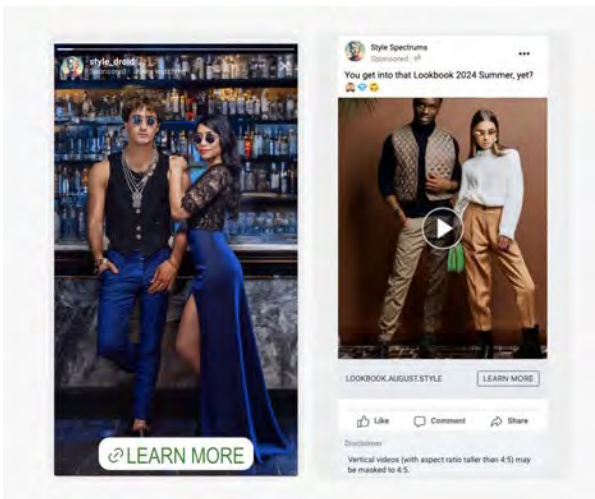 style_droid
Sponsored
LEARN MORE
Style Spectrums
Sponsored
You get into that Lookbook 2024 Summer, yet?
LOOKBOOK.AUGUST.STYLE
LEARN MORE
Like
Comment
Share
Disclaimer
Vertical videos (with aspect ratio taller than 4:5) may
be masked to 4:5.